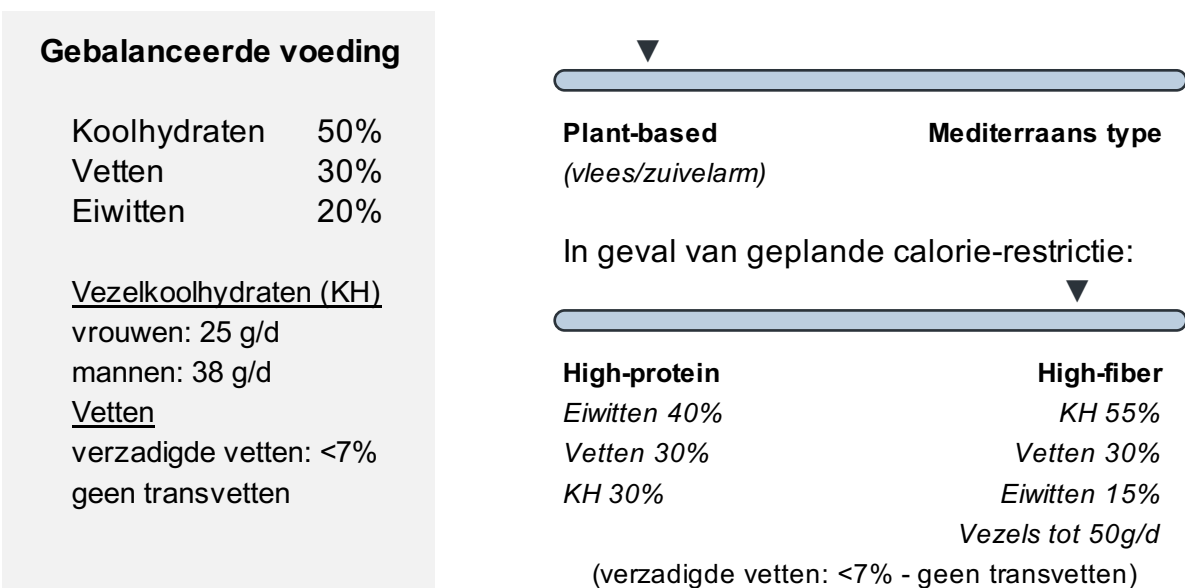 Gebalanceerde voeding
Koolhydraten 50%
Vetten 30%
Eiwitten 20%
Vezelkoolhydraten (KH)
vrouwen: 25 g/d
mannen: 38 g/d
Vetten
verzadigde vetten: <7%
geen transvetten
Plant-based Mediterraans type
(vlees/zuivelarm)
In geval van geplande calorie-restrictie:
High-protein High-fiber
Eiwitten 40% KH 55%
Vetten 30% Vetten 30%
KH 30% Eiwitten 15%
Vezels tot 50g/d
(verzadigde vetten: <7% - geen transvetten)